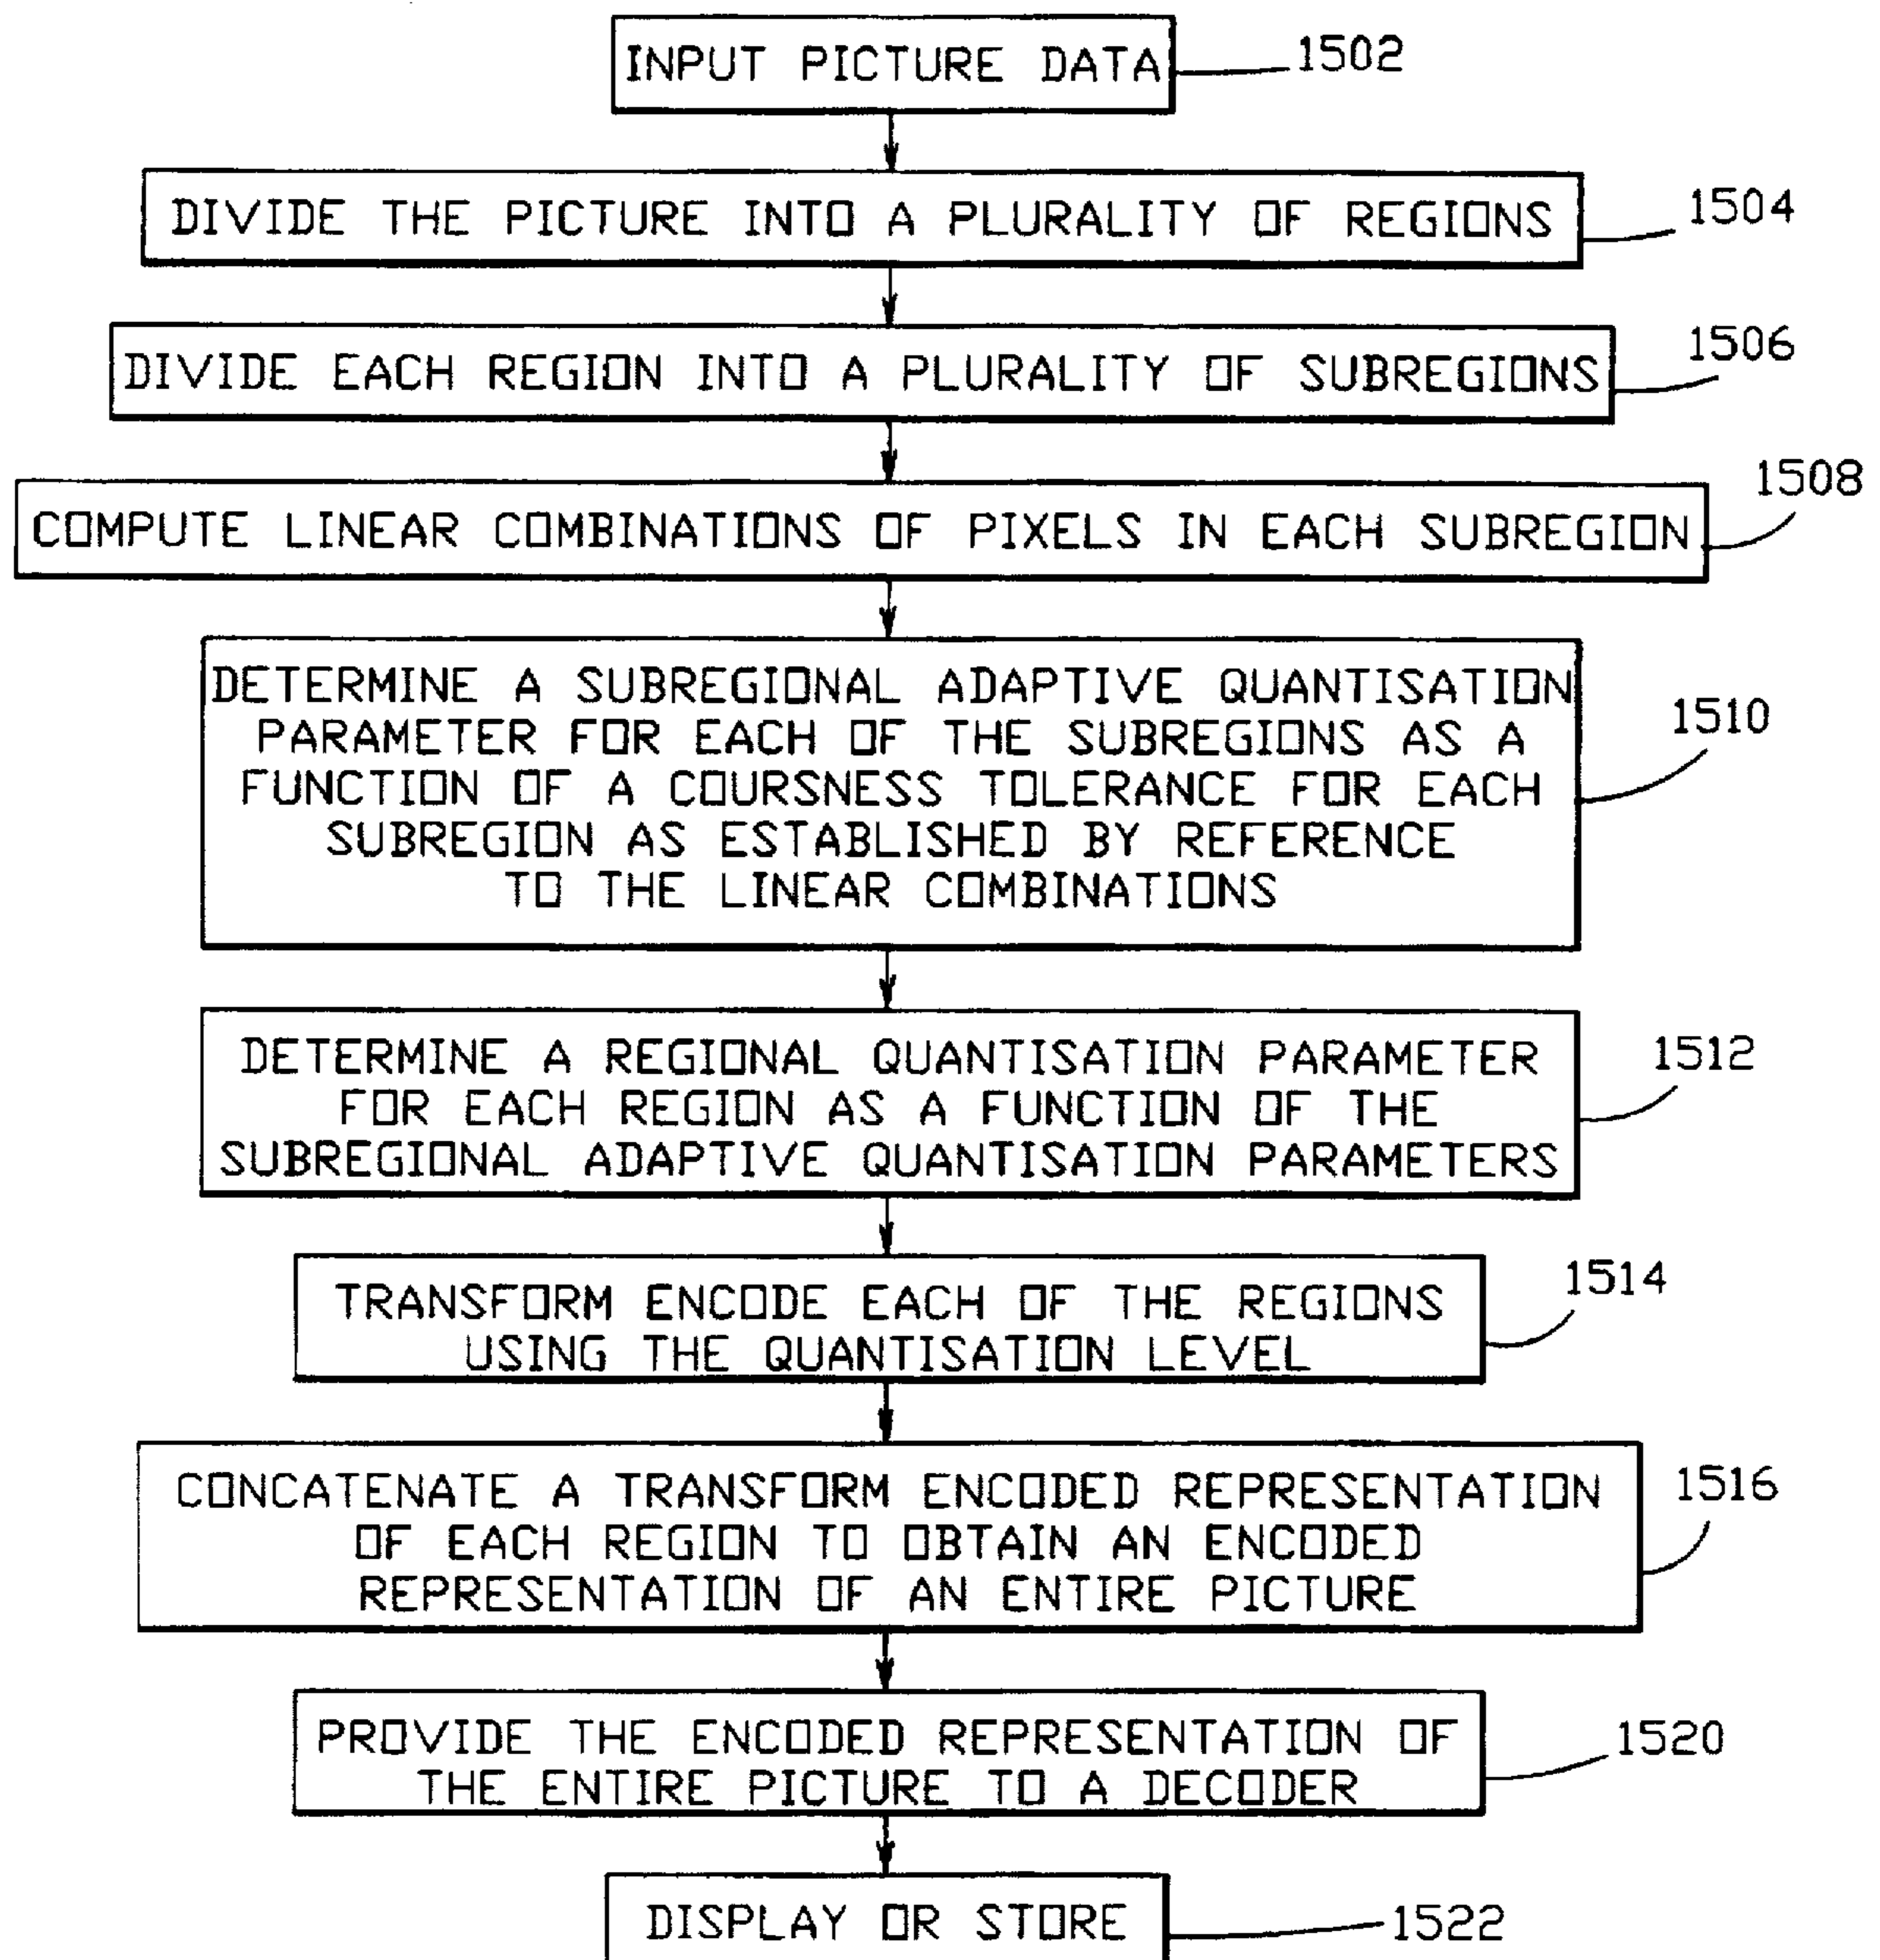 INPUT PICTURE DATA
1502
DIVIDE THE PICTURE INTO A PLURALITY OF REGIONS
1504
DIVIDE EACH REGION INTO A PLURALITY OF SUBREGIONS
1506
COMPUTE LINEAR COMBINATIONS OF PIXELS IN EACH SUBREGION
1508
DETERMINE A SUBREGIONAL ADAPTIVE QUANTISATION
PARAMETER FOR EACH OF THE SUBREGIONS AS A
FUNCTION OF A COURSNESS TOLERANCE FOR EACH
SUBREGION AS ESTABLISHED BY REFERENCE
TO THE LINEAR COMBINATIONS
1510
DETERMINE A REGIONAL QUANTISATION PARAMETER
FOR EACH REGION AS A FUNCTION OF THE
SUBREGIONAL ADAPTIVE QUANTISATION PARAMETERS
1512
TRANSFORM ENCODE EACH OF THE REGIONS
USING THE QUANTISATION LEVEL
1514
CONCATENATE A TRANSFORM ENCODED REPRESENTATION
OF EACH REGION TO OBTAIN AN ENCODED
REPRESENTATION OF AN ENTIRE PICTURE
1516
PROVIDE THE ENCODED REPRESENTATION OF
THE ENTIRE PICTURE TO A DECODER
1520
DISPLAY OR STORE
1522